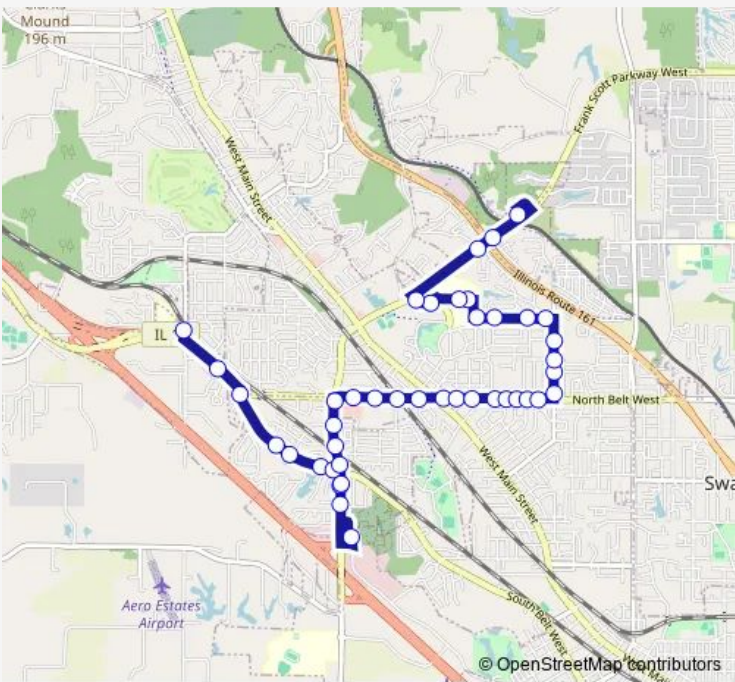 Mound
196 m
West Main Street
Frank Scott Parkway West
Illinois Route 161
IL
North Belt West
West Main Street
Swa
Aero Estates
Airport
South Belt West
© OpenStreetMap contributors